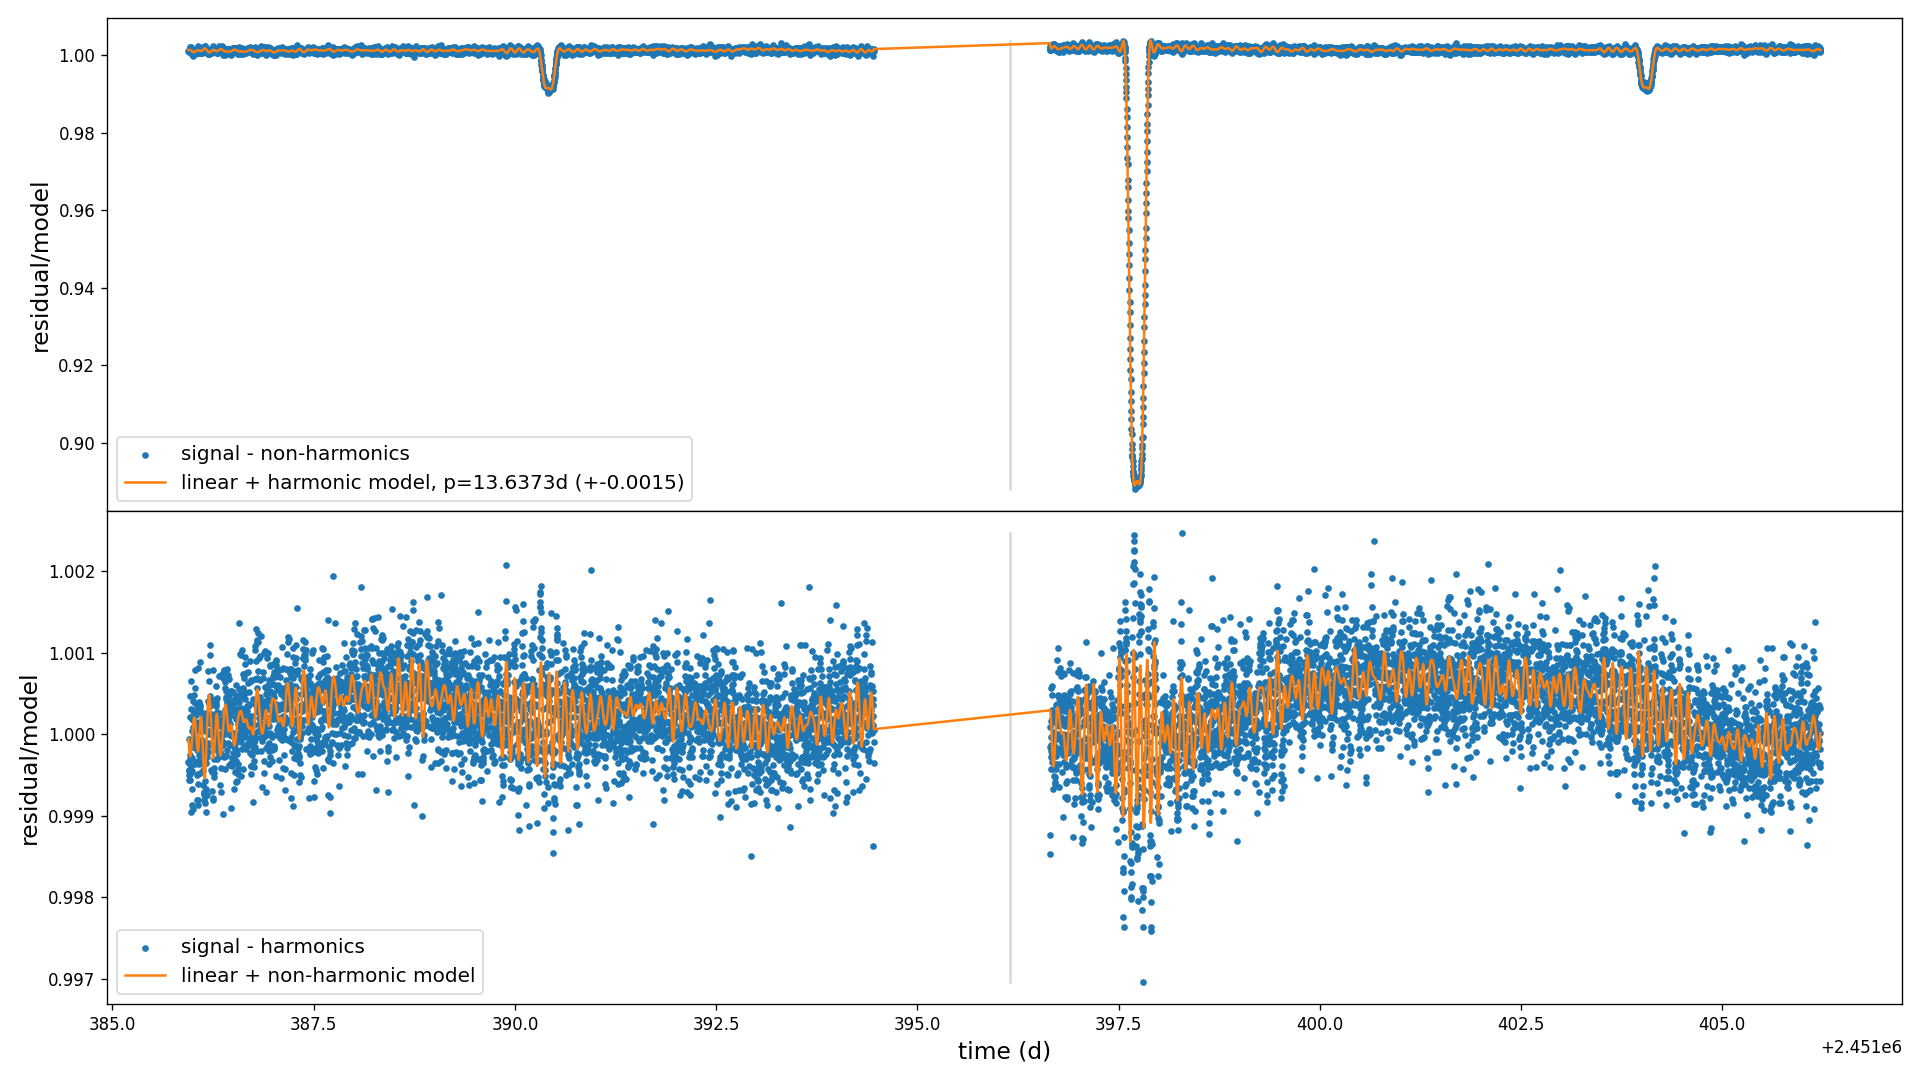 1.00
0.98
0.96
0.94
0.92
0.90
residual/model
signal - non-harmonics
linear + harmonic model, p=13.6373d (+-0.0015)
1.002
1.001
1.000
0.999
0.998
0.997
residual/model
signal - harmonics
linear + non-harmonic model
385.0 387.5 390.0 392.5 395.0 397.5 400.0 402.5 405.0
time (d)
+2.451e6